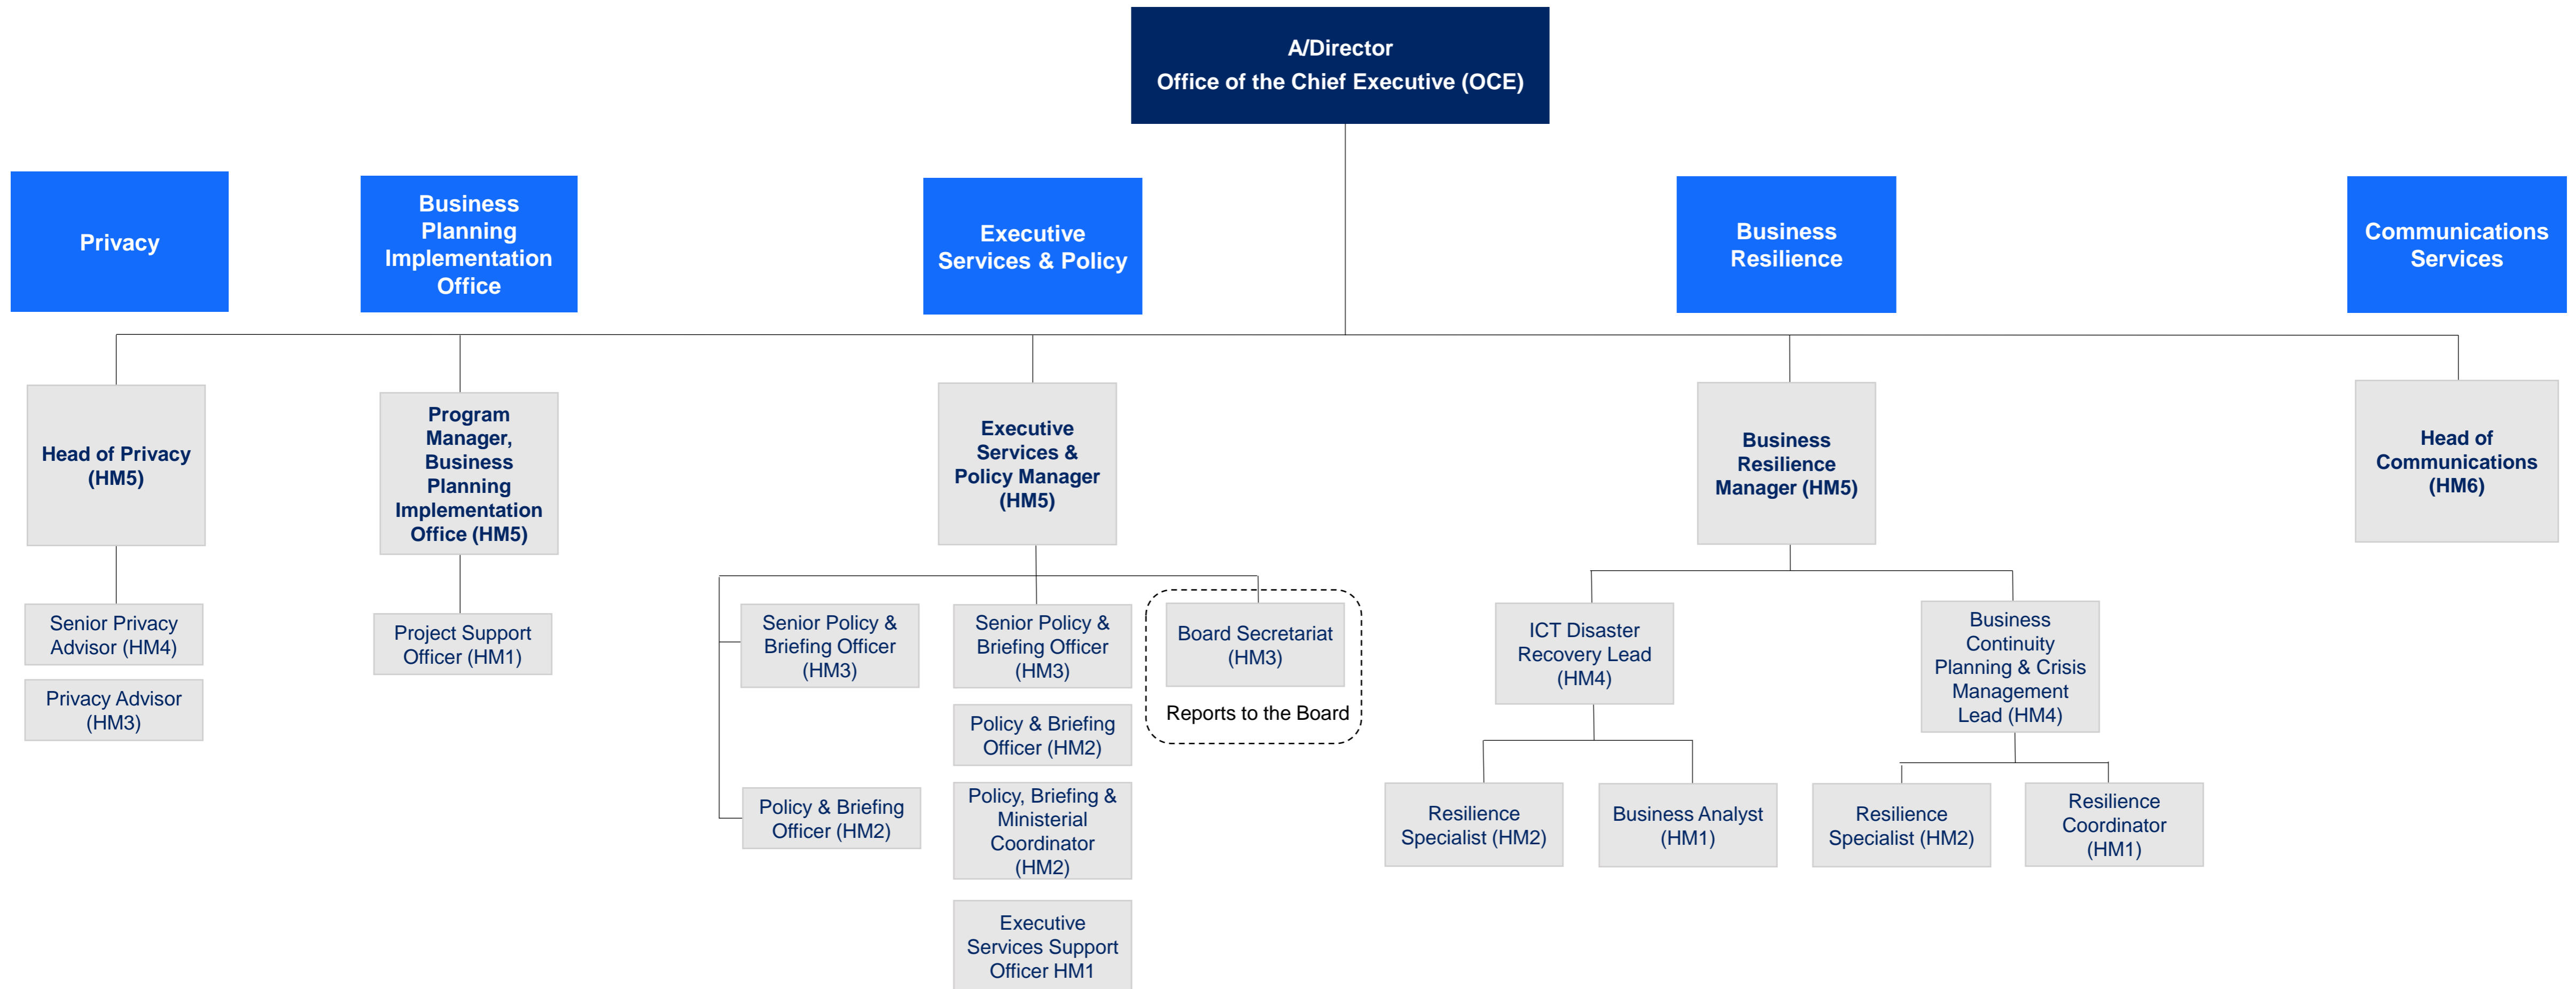 A/Director
Office of the Chief Executive (OCE)
Privacy
Business
Planning
Implementation
Office
Executive
Services & Policy
Business
Resilience
Communications
Services
Head of Privacy
(HM5)
Program
Manager,
Business
Planning
Implementation
Office (HM5)
Executive
Services &
Policy Manager
(HM5)
Business
Resilience
Manager (HM5)
Head of
Communications
(HM6)
Senior Privacy
Advisor (HM4)
Privacy Advisor
(HM3)
Project Support
Officer (HM1)
Senior Policy &
Briefing Officer
(HM3)
Policy & Briefing
Officer (HM2)
Senior Policy &
Briefing Officer
(HM3)
Policy & Briefing
Officer (HM2)
Policy, Briefing &
Ministerial
Coordinator
(HM2)
Executive
Services Support
Officer HM1
Board Secretariat
(HM3)
Reports to the Board
ICT Disaster
Recovery Lead
(HM4)
Resilience
Specialist (HM2)
Business Analyst
(HM1)
Business
Continuity
Planning & Crisis
Management
Lead (HM4)
Resilience
Specialist (HM2)
Resilience
Coordinator
(HM1)